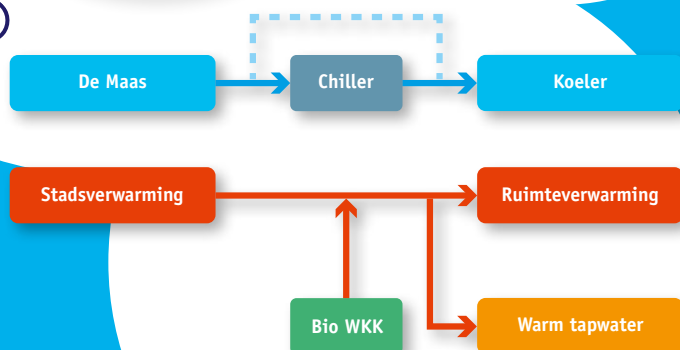 De Maas
Chiller
Koeler
Stadsverwarming
Ruimteverwarming
Bio WKK
Warm tapwater